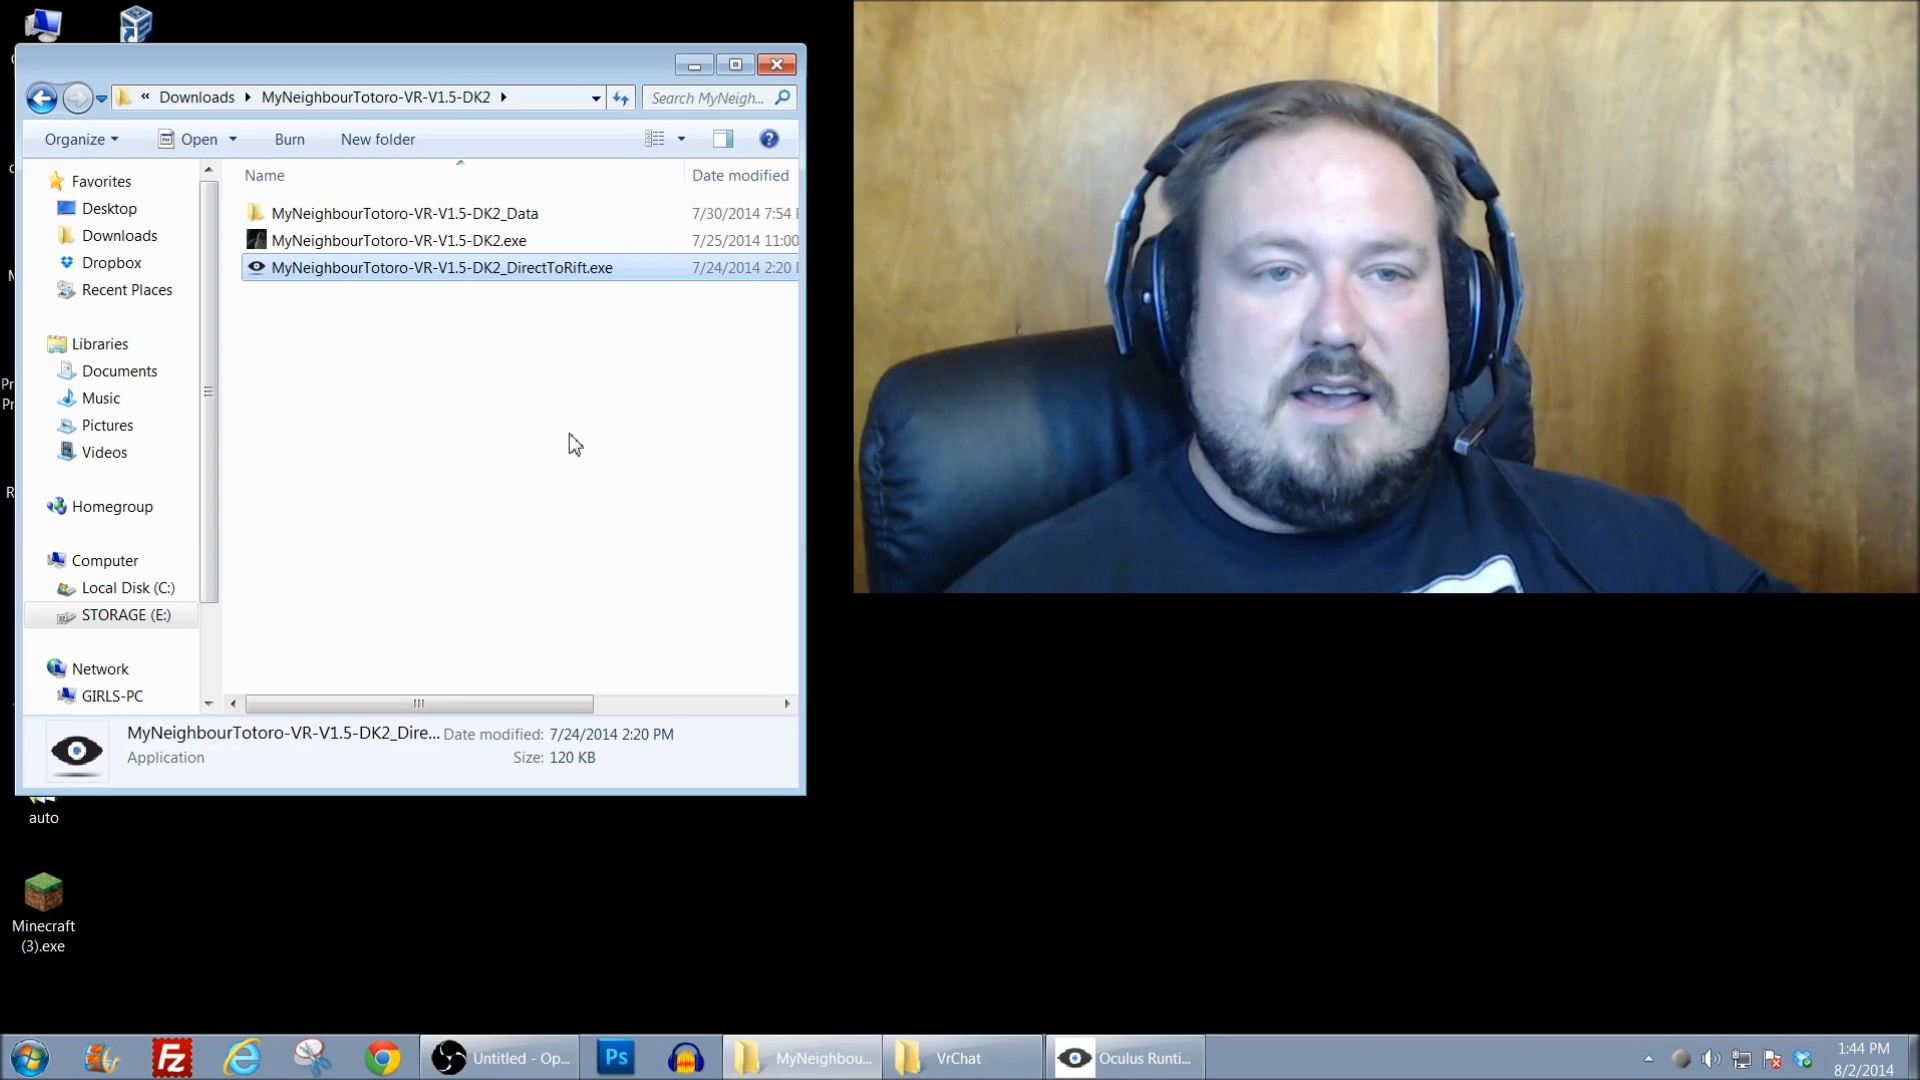 « Downloads MyNeighbourTotoro-VR-V1.5-DK2
Search MyNeigh...
Organize Open Burn New folder
Name Date modified
Favorites
Desktop
Downloads
Dropbox
Recent Places
Libraries
Documents
Music
Pictures
Videos
Homegroup
Computer
Local Disk (C:)
STORAGE (E:)
Network
GIRLS-PC
MyNeighbourTotoro-VR-V1.5-DK2_Data 7/30/2014 7:54
MyNeighbourTotoro-VR-V1.5-DK2.exe 7/25/2014 11:00
MyNeighbourTotoro-VR-V1.5-DK2_DirectToRift.exe 7/24/2014 2:20
MyNeighbourTotoro-VR-V1.5-DK2_Dire... Date modified: 7/24/2014 2:20 PM
Application Size: 120 KB
Pr
Pr
R
auto
Minecraft
(3).exe
Fz
Untitled - Op...
Ps
MyNeighbou...
VrChat
Oculus Runti...
1:44 PM
8/2/2014